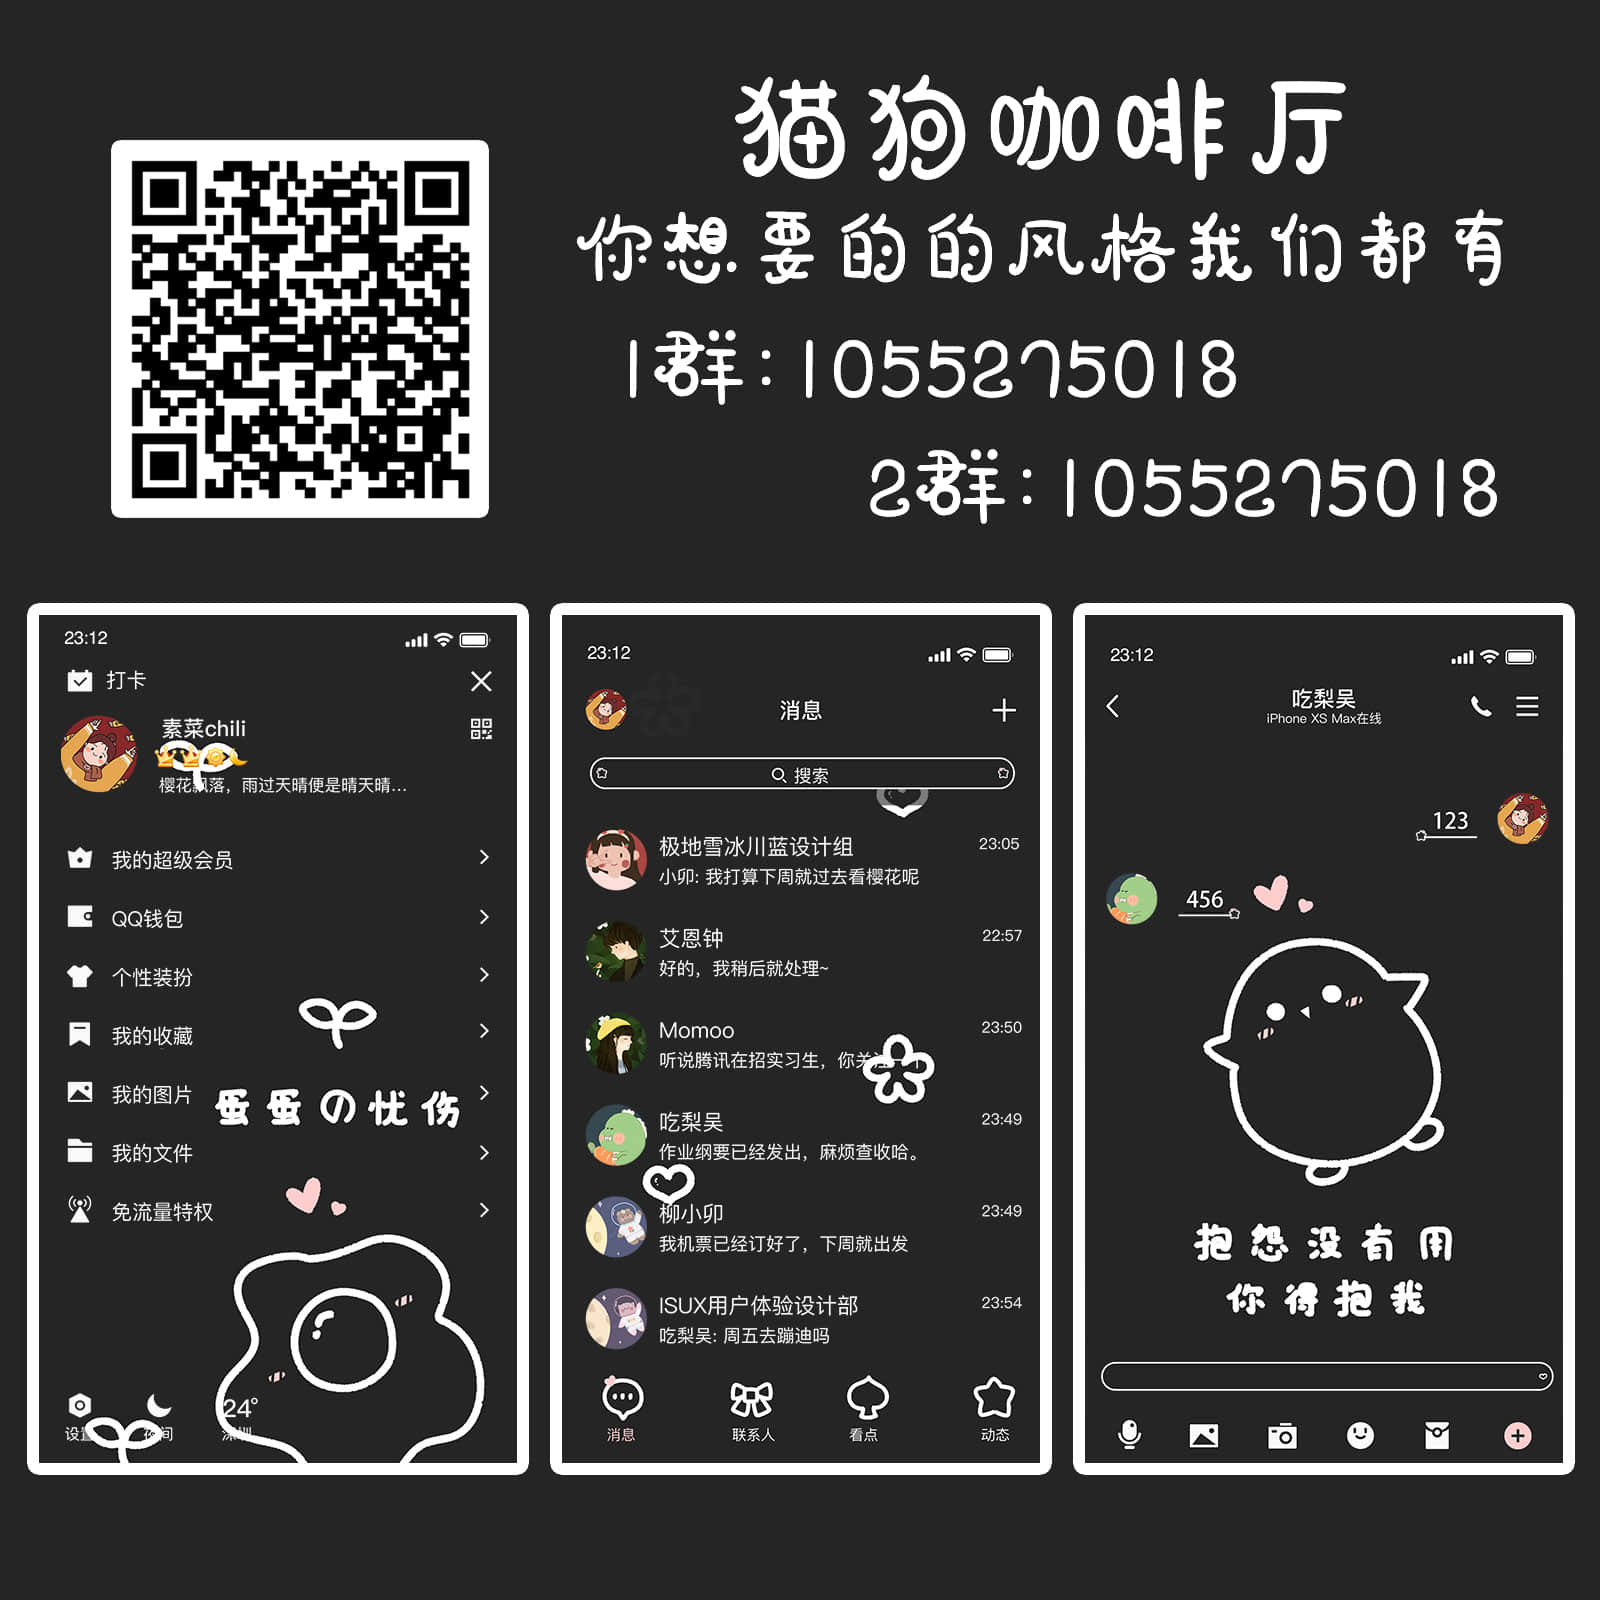 猫狗咖啡厅
你想要的的风格我们都有
1群:1055275018
2群:1055275018
23:12
打卡
素菜chili
樱花飘落，雨过天晴便是晴天晴...
我的超级会员
QQ钱包
个性装扮
我的收藏
我的图片
蛋蛋の忧伤
我的文件
免流量特权
24°
设置
夜间
深圳
23:12
消息
搜索
极地雪冰川蓝设计组
23:05
小卯: 我打算下周就过去看樱花呢
艾恩钟
22:57
好的，我稍后就处理~
Momoo
23:50
听说腾讯在招实习生，你关
吃梨吴
23:49
作业纲要已经发出，麻烦查收哈。
柳小卯
23:49
我机票已经订好了，下周就出发
ISUX用户体验设计部
23:54
吃梨吴: 周五去蹦迪吗
消息
联系人
看点
动态
23:12
吃梨吴
iPhone XS Max在线
123
456
抱怨没有用
你得抱我